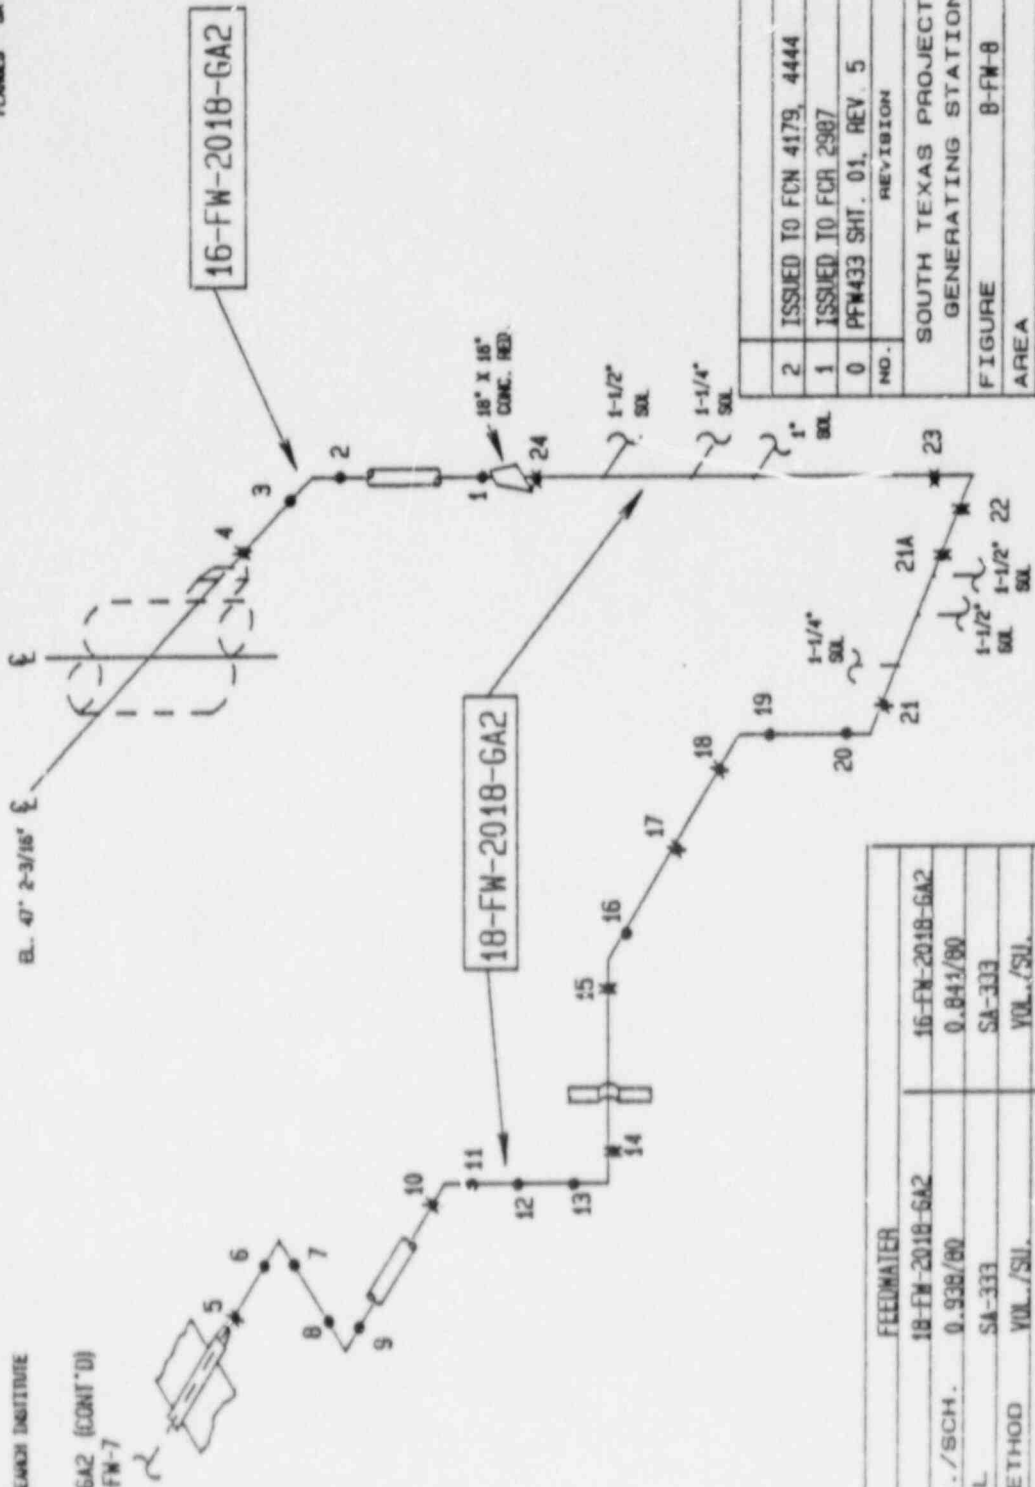 EL. 47' 2-3/16"
16-FW-2018-GA2
4
3
2
18" X 16"
CONC. RED.
1
24
1-1/2"
SOL
1-1/4"
SOL
1"
SOL
18-FW-2018-GA2
INSTITUTE
GA2 (CONT'D)
FW-7
5
6
7
8
9
10
11
12
13
14
15
16
17
18
19
20
21
1-1/4"
SOL
21A
1-1/2"
SOL
1-1/2"
SOL
22
23
2 ISSUED TO FCN 4179, 4444
1 ISSUED TO FCR 2987
0 PFW433 SHT. 01, REV. 5
NO. REVISION
SOUTH TEXAS PROJECT
GENERATING STATION
FIGURE B-FW-8
AREA
FEEDWATER
18-FW-2018-GA2 16-FW-2018-GA2
./SCH. 0.938/80 0.841/80
L SA-333 SA-333
ETHOD VOL./SU. VOL./SU.